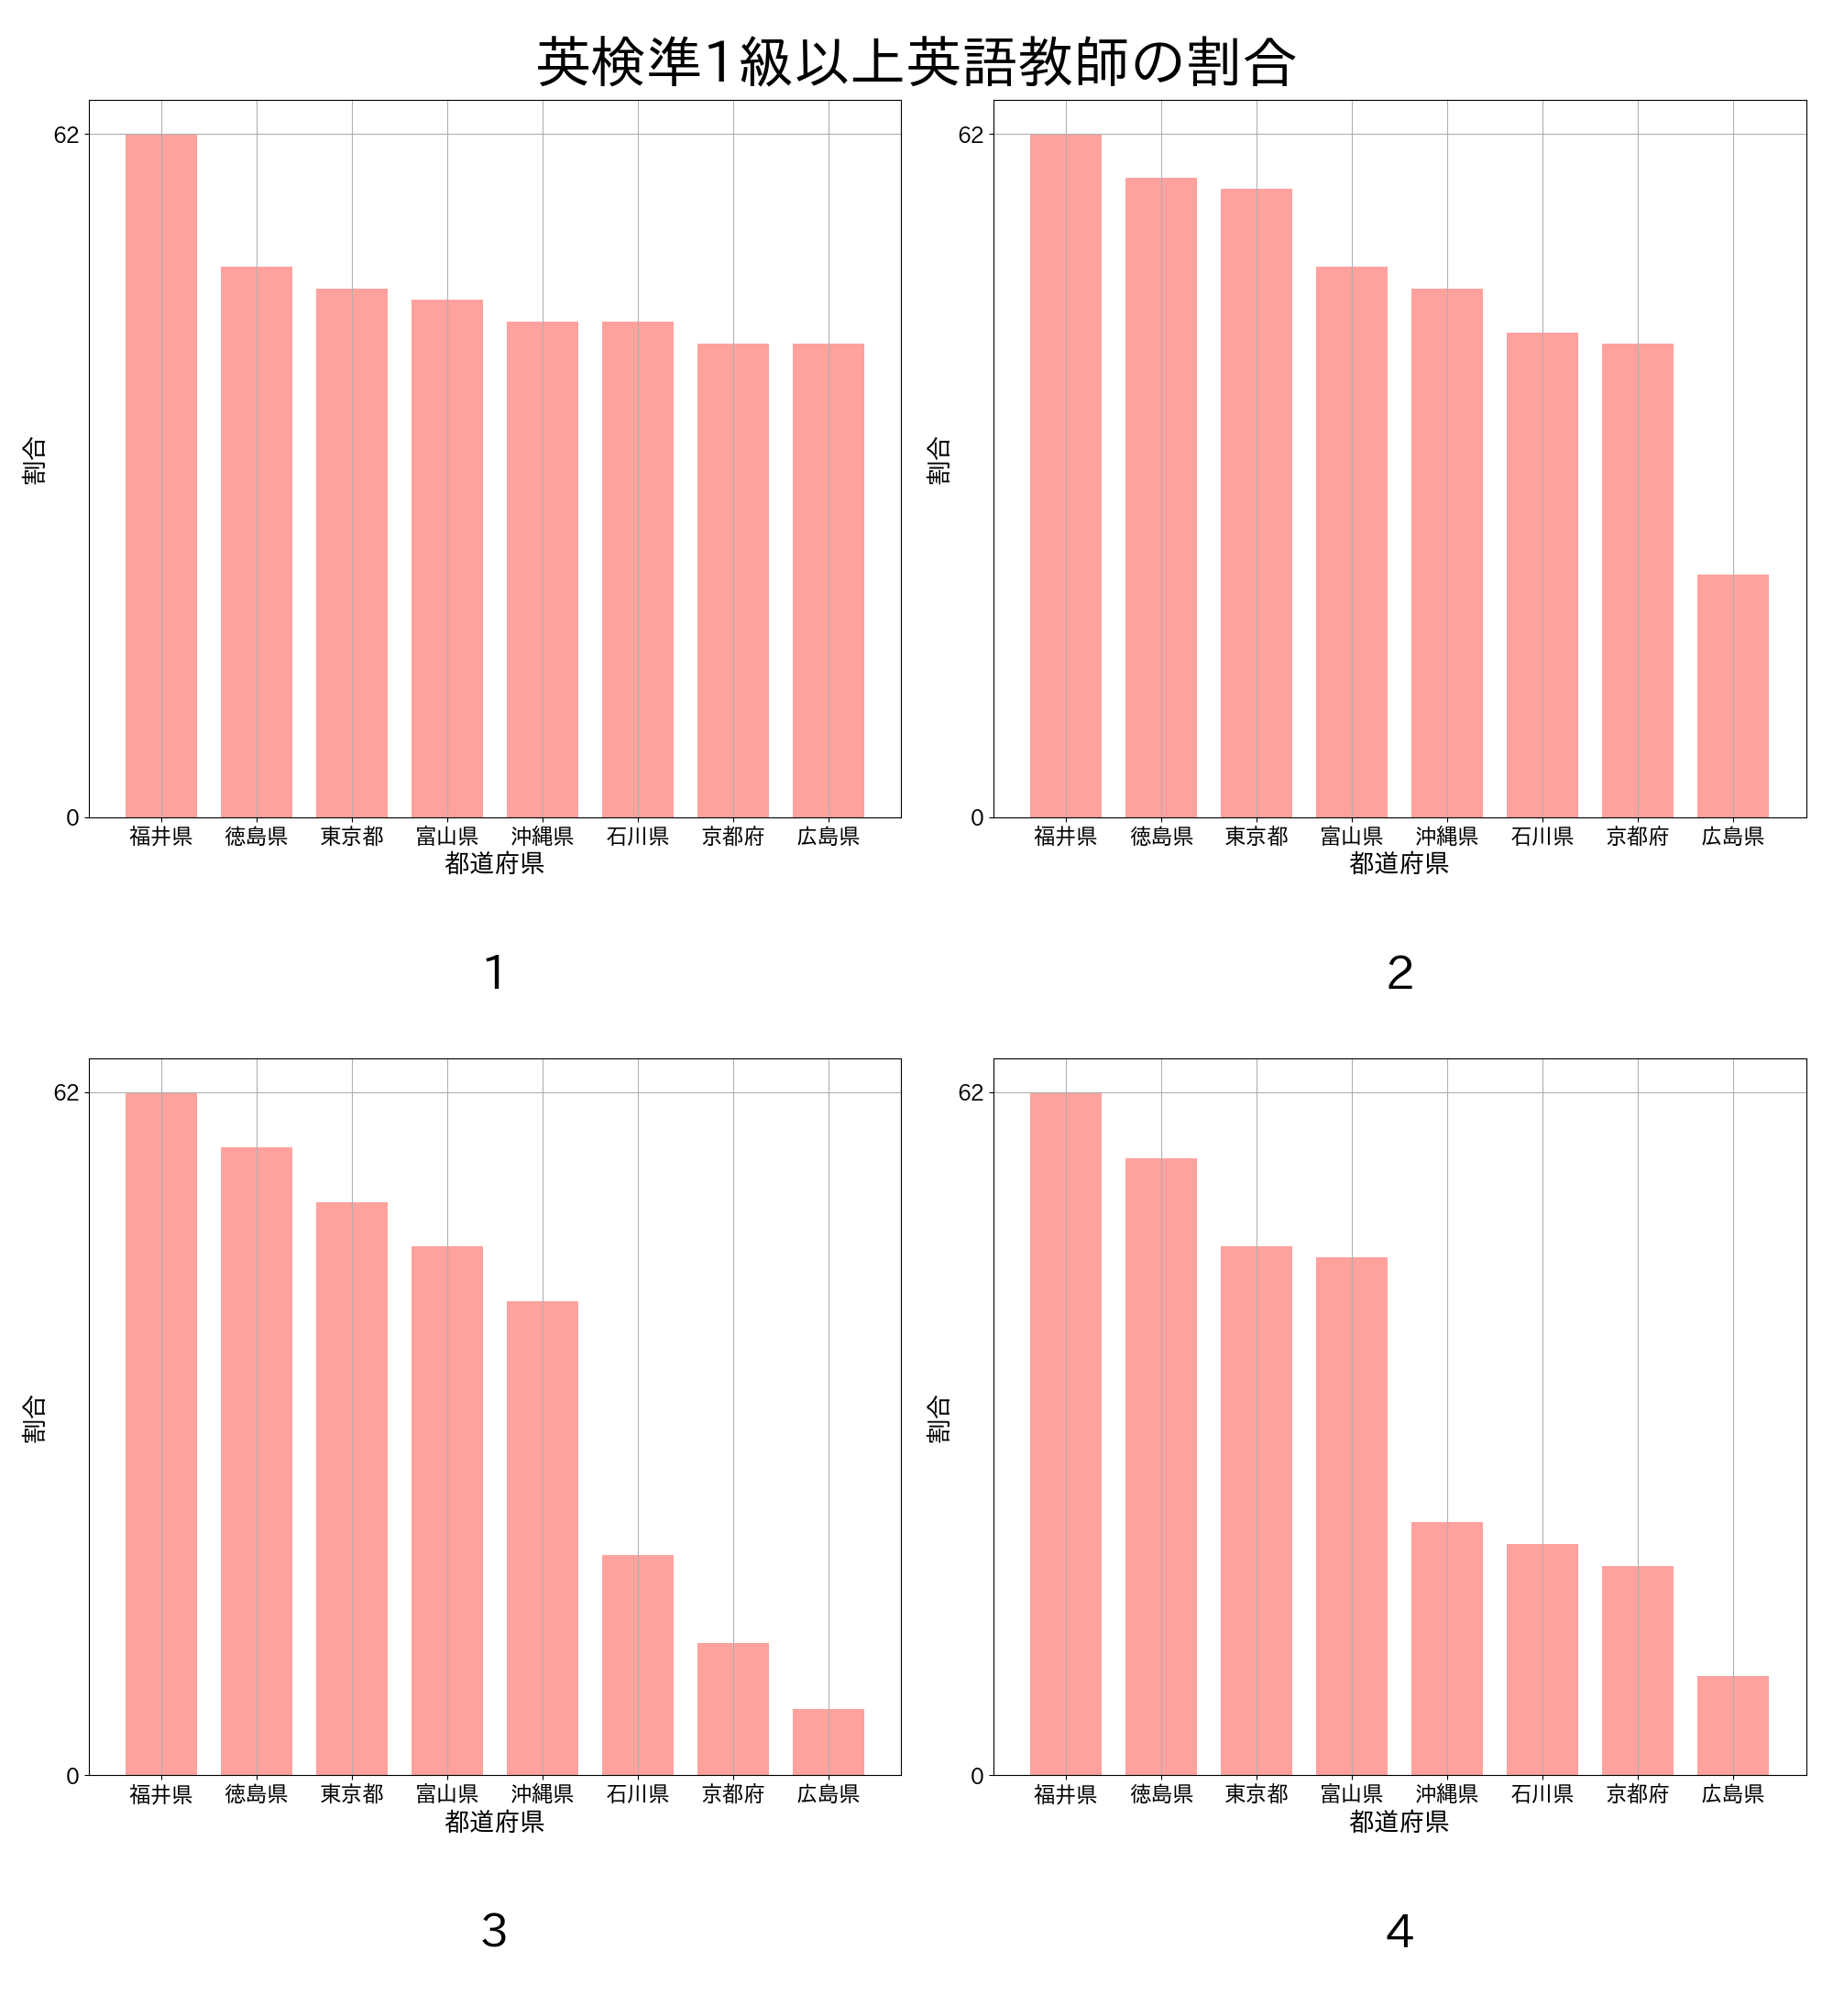 英検準1級以上英語教師の割合
62
0
割合
福井県 徳島県 東京都 富山県 沖縄県 石川県 京都府 広島県
都道府県
1
62
0
割合
福井県 徳島県 東京都 富山県 沖縄県 石川県 京都府 広島県
都道府県
2
62
0
割合
福井県 徳島県 東京都 富山県 沖縄県 石川県 京都府 広島県
都道府県
3
62
0
割合
福井県 徳島県 東京都 富山県 沖縄県 石川県 京都府 広島県
都道府県
4